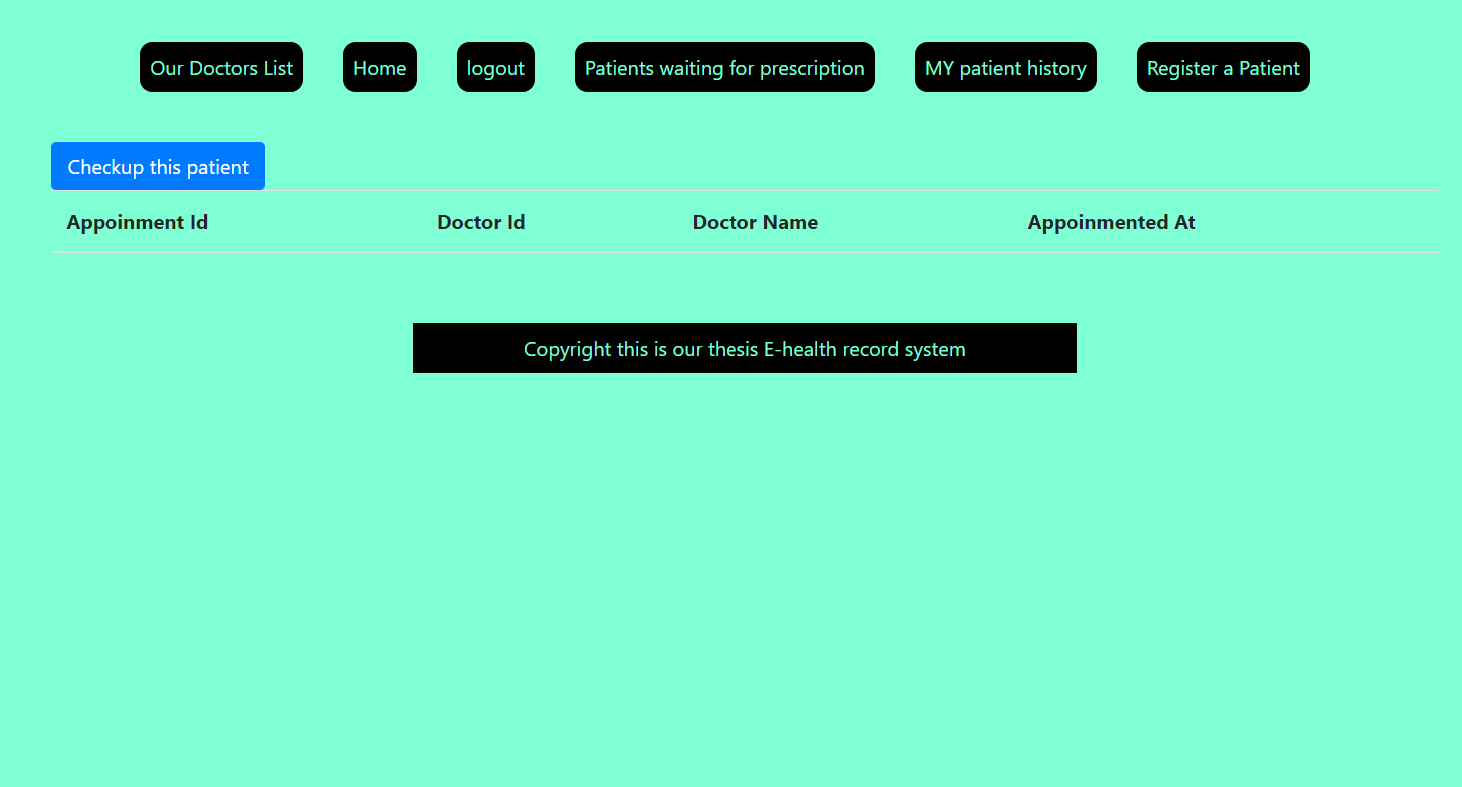 Our Doctors List Home logout Patients waiting for prescription MY patient history Register a Patient
Checkup this patient
Appoinment Id Doctor Id Doctor Name Appoinmented At
Copyright this is our thesis E-health record system